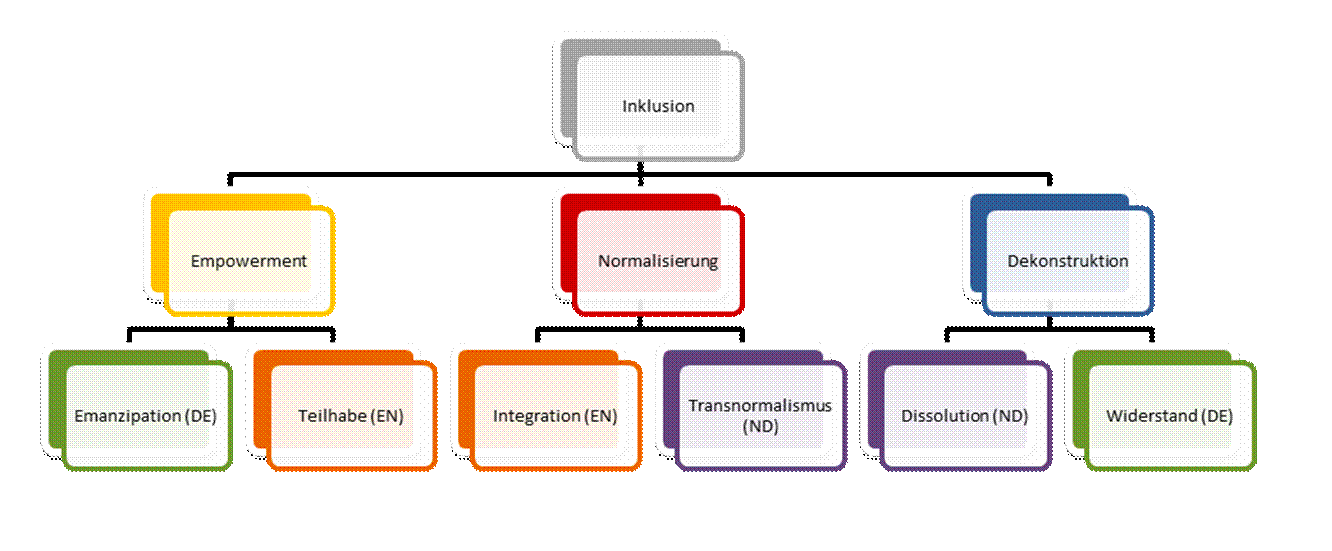 Inklusion
Empowerment
Normalisierung
Dekonstruktion
Emanzipation (DE)
Teilhabe (EN)
Integration (EN)
Transnormalismus
(ND)
Dissolution (ND)
Widerstand (DE)